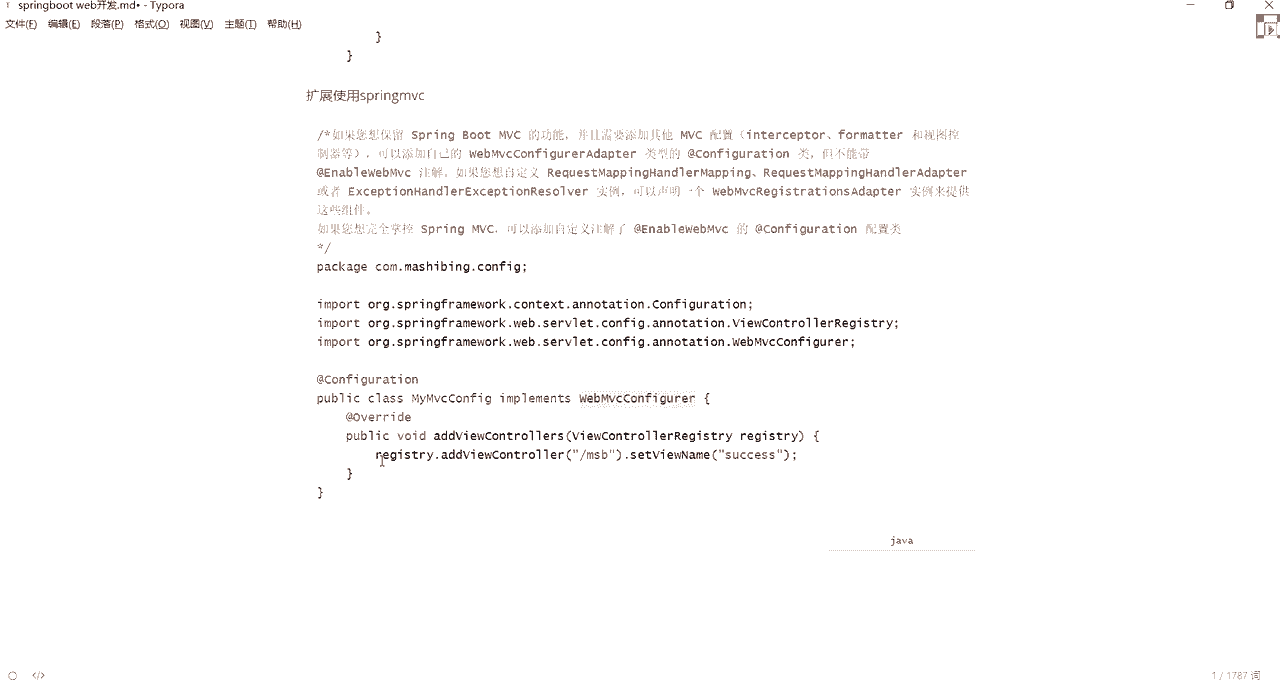 springboot web开发.md• - Typora
文件(F) 编辑(E) 段落(P) 格式(O) 视图(V) 主题(T) 帮助(H)
}
}
扩展使用springmvc
/*如果您想保留 Spring Boot MVC 的功能，并且需要添加其他 MVC 配置（interceptor、formatter 和视图控
制器等），可以添加自己的 WebMvcConfigurerAdapter 类型的 @Configuration 类，但不能带
@EnableWebMvc 注解。如果您想自定义 RequestMappingHandlerMapping、RequestMappingHandlerAdapter
或者 ExceptionHandlerExceptionResolver 实例，可以声明一个 WebMvcRegistrationsAdapter 实例来提供
这些组件。
如果您想完全掌控 Spring MVC，可以添加自定义注解了 @EnableWebMvc 的 @Configuration 配置类
*/
package com.mashibing.config;
import org.springframework.context.annotation.Configuration;
import org.springframework.web.servlet.config.annotation.ViewControllerRegistry;
import org.springframework.web.servlet.config.annotation.WebMvcConfigurer;
@Configuration
public class MyMvcConfig implements WebMvcConfigurer {
@Override
public void addViewControllers(ViewControllerRegistry registry) {
registry.addViewController("/msb").setViewName("success");
}
}
java
</> 1 / 1787 词